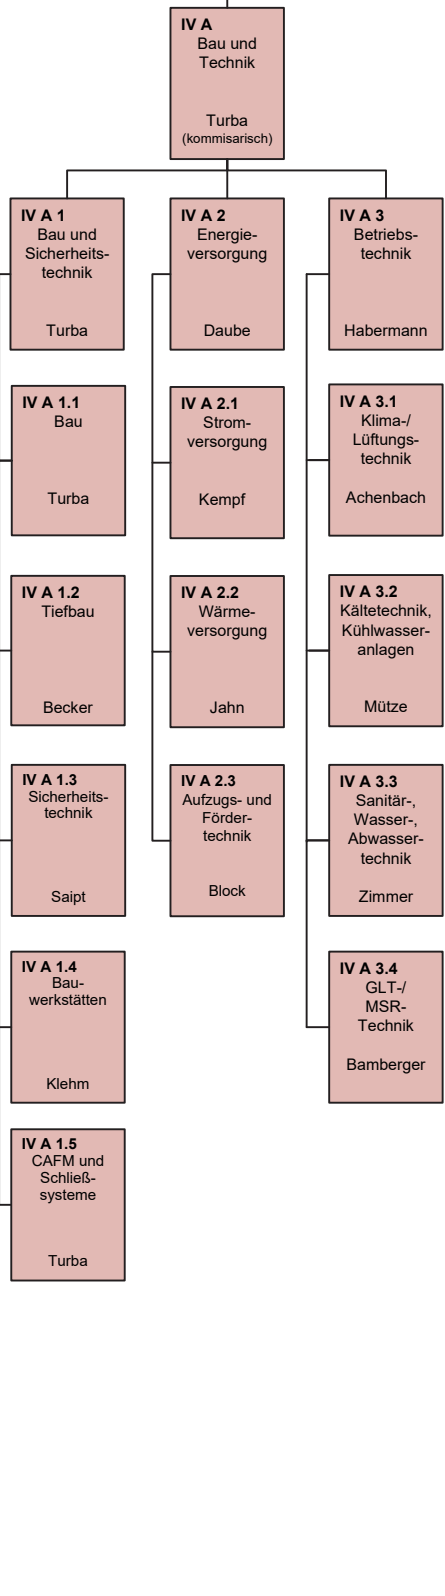 IV A
Bau und
Technik
Turba
(kommisarisch)
IV A 1
Bau und
Sicherheits-
technik
Turba
IV A 1.1
Bau
Turba
IV A 1.2
Tiefbau
Becker
IV A 1.3
Sicherheits-
technik
Saipt
IV A 1.4
Bau-
werkstätten
Klehm
IV A 1.5
CAFM und
Schließ-
systeme
Turba
IV A 2
Energie-
versorgung
Daube
IV A 2.1
Strom-
versorgung
Kempf
IV A 2.2
Wärme-
versorgung
Jahn
IV A 2.3
Aufzugs- und
Förder-
technik
Block
IV A 3
Betriebs-
technik
Habermann
IV A 3.1
Klima-/
Lüftungs-
technik
Achenbach
IV A 3.2
Kältetechnik,
Kühlwasser-
anlagen
Mütze
IV A 3.3
Sanitär-,
Wasser-,
Abwasser-
technik
Zimmer
IV A 3.4
GLT-/
MSR-
Technik
Bamberger